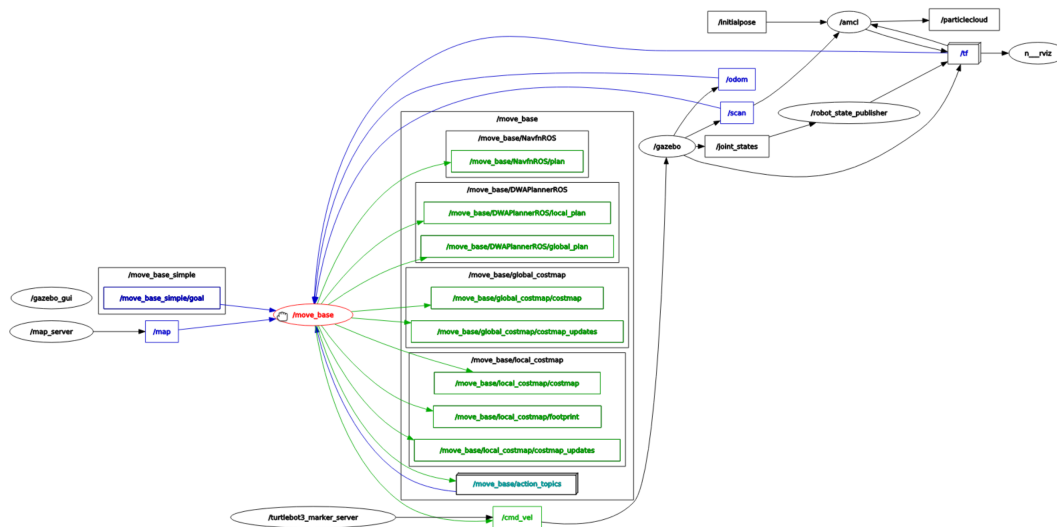 /initialpose
/amcl
/particlecloud
/tf
n___rviz
/odom
/scan
/robot_state_publisher
/gazebo
/joint_states
/move_base
/move_base/NavfnROS
/move_base/NavfnROS/plan
/move_base/DWAPlannerROS
/move_base/DWAPlannerROS/local_plan
/move_base/DWAPlannerROS/global_plan
/move_base/global_costmap
/move_base/global_costmap/costmap
/move_base/global_costmap/costmap_updates
/move_base/local_costmap
/move_base/local_costmap/costmap
/move_base/local_costmap/footprint
/move_base/local_costmap/costmap_updates
/move_base/action_topics
/move_base_simple
/move_base_simple/goal
/gazebo_gui
/map_server
/map
/move_base
/turtlebot3_marker_server
/cmd_vel